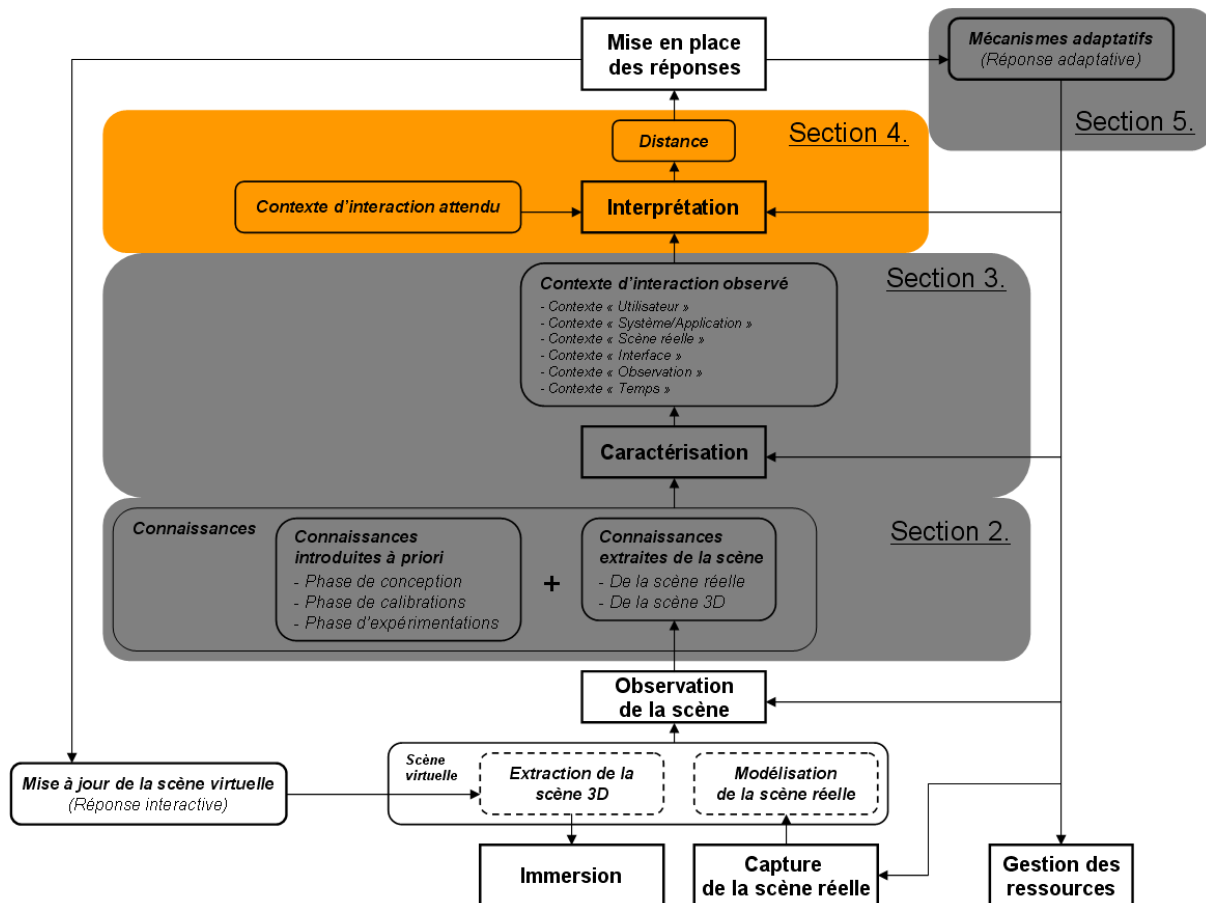 Mise en place
des réponses
Mécanismes adaptatifs
(Réponse adaptative)
Section 5.
Section 4.
Distance
Contexte d'interaction attendu
Interprétation
Section 3.
Contexte d'interaction observé
- Contexte « Utilisateur »
- Contexte « Système/Application »
- Contexte « Scène réelle »
- Contexte « Interface »
- Contexte « Observation »
- Contexte « Temps »
Caractérisation
Section 2.
Connaissances
Connaissances
introduites à priori
- Phase de conception
- Phase de calibrations
- Phase d'expérimentations
+
Connaissances
extraites de la scène
- De la scène réelle
- De la scène 3D
Observation
de la scène
Mise à jour de la scène virtuelle
(Réponse interactive)
Scène
virtuelle
Extraction de la
scène 3D
Modélisation
de la scène réelle
Immersion
Capture
de la scène réelle
Gestion des
ressources